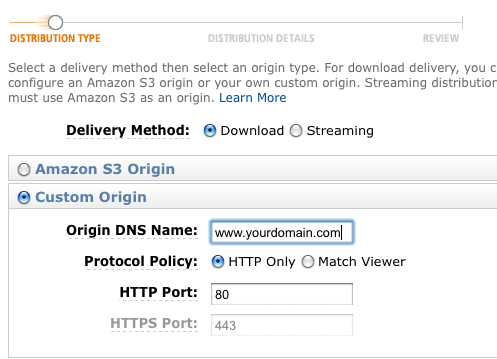 DISTRIBUTION TYPE DISTRIBUTION DETAILS REVIEW
Select a delivery method then select an origin type. For download delivery, you c
configure an Amazon S3 origin or your own custom origin. Streaming distribution
must use Amazon S3 as an origin. Learn More
Delivery Method: Download Streaming
Amazon S3 Origin
Custom Origin
Origin DNS Name: www.yourdomain.com
Protocol Policy: HTTP Only Match Viewer
HTTP Port: 80
HTTPS Port: 443